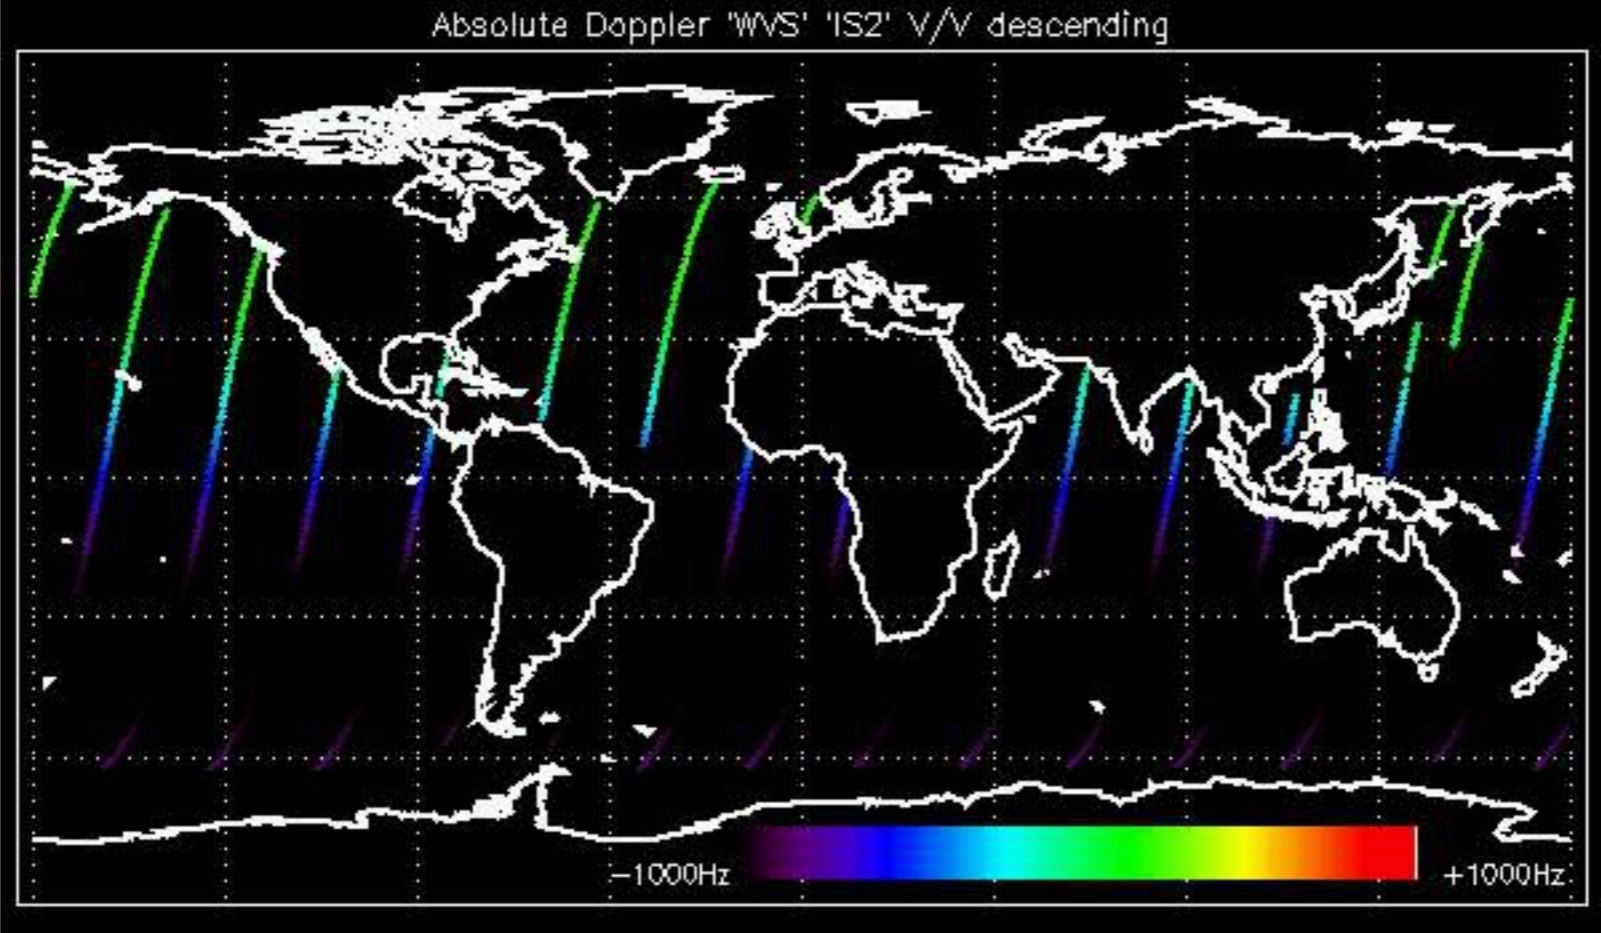 Absolute Doppler 'WVS' 'IS2' V/V descending
−1000Hz
+1000Hz